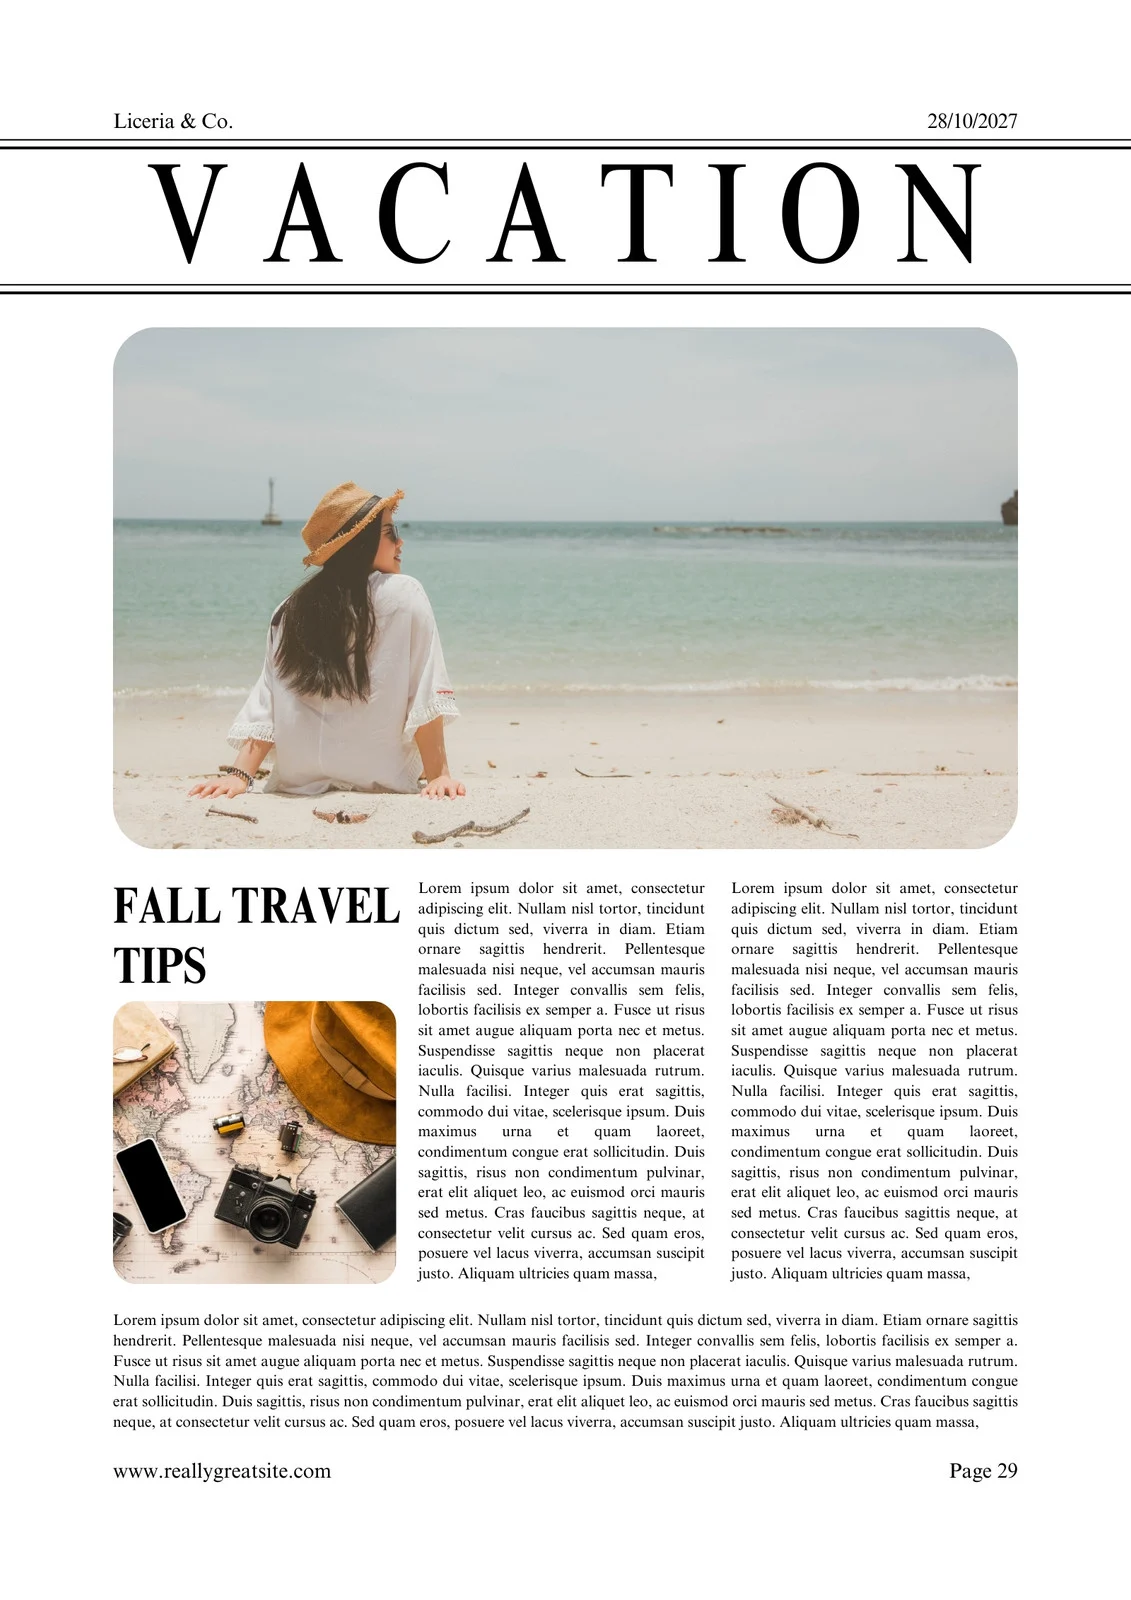 Liceria & Co.
28/10/2027
VACATION
FALL TRAVEL
TIPS
Lorem ipsum dolor sit amet, consectetur
adipiscing elit. Nullam nisl tortor, tincidunt
quis dictum sed, viverra in diam. Etiam
ornare sagittis hendrerit. Pellentesque
malesuada nisi neque, vel accumsan mauris
facilisis sed. Integer convallis sem felis,
lobortis facilisis ex semper a. Fusce ut risus
sit amet augue aliquam porta nec et metus.
Suspendisse sagittis neque non placerat
iaculis. Quisque varius malesuada rutrum.
Nulla facilisi. Integer quis erat sagittis,
commodo dui vitae, scelerisque ipsum. Duis
maximus urna et quam laoreet,
condimentum congue erat sollicitudin. Duis
sagittis, risus non condimentum pulvinar,
erat elit aliquet leo, ac euismod orci mauris
sed metus. Cras faucibus sagittis neque, at
consectetur velit cursus ac. Sed quam eros,
posuere vel lacus viverra, accumsan suscipit
justo. Aliquam ultricies quam massa,
Lorem ipsum dolor sit amet, consectetur
adipiscing elit. Nullam nisl tortor, tincidunt
quis dictum sed, viverra in diam. Etiam
ornare sagittis hendrerit. Pellentesque
malesuada nisi neque, vel accumsan mauris
facilisis sed. Integer convallis sem felis,
lobortis facilisis ex semper a. Fusce ut risus
sit amet augue aliquam porta nec et metus.
Suspendisse sagittis neque non placerat
iaculis. Quisque varius malesuada rutrum.
Nulla facilisi. Integer quis erat sagittis,
commodo dui vitae, scelerisque ipsum. Duis
maximus urna et quam laoreet,
condimentum congue erat sollicitudin. Duis
sagittis, risus non condimentum pulvinar,
erat elit aliquet leo, ac euismod orci mauris
sed metus. Cras faucibus sagittis neque, at
consectetur velit cursus ac. Sed quam eros,
posuere vel lacus viverra, accumsan suscipit
justo. Aliquam ultricies quam massa,
Lorem ipsum dolor sit amet, consectetur adipiscing elit. Nullam nisl tortor, tincidunt quis dictum sed, viverra in diam. Etiam ornare sagittis
hendrerit. Pellentesque malesuada nisi neque, vel accumsan mauris facilisis sed. Integer convallis sem felis, lobortis facilisis ex semper a.
Fusce ut risus sit amet augue aliquam porta nec et metus. Suspendisse sagittis neque non placerat iaculis. Quisque varius malesuada rutrum.
Nulla facilisi. Integer quis erat sagittis, commodo dui vitae, scelerisque ipsum. Duis maximus urna et quam laoreet, condimentum congue
erat sollicitudin. Duis sagittis, risus non condimentum pulvinar, erat elit aliquet leo, ac euismod orci mauris sed metus. Cras faucibus sagittis
neque, at consectetur velit cursus ac. Sed quam eros, posuere vel lacus viverra, accumsan suscipit justo. Aliquam ultricies quam massa,
www.reallygreatsite.com
Page 29